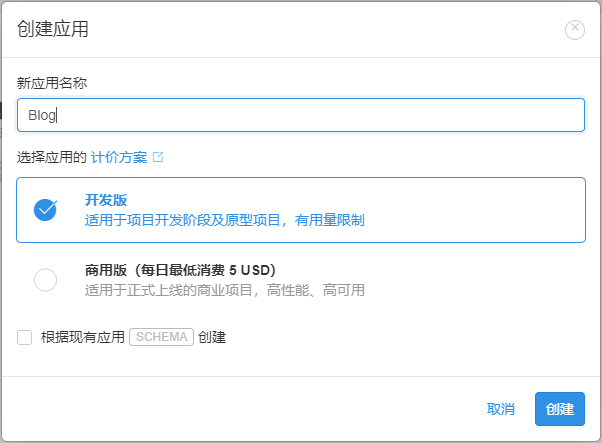 创建应用
新应用名称
Blog
选择应用的 计价方案
开发版
适用于项目开发阶段及原型项目，有用量限制
商用版（每日最低消费 5 USD）
适用于正式上线的商业项目，高性能、高可用
根据现有应用 SCHEMA 创建
取消 创建